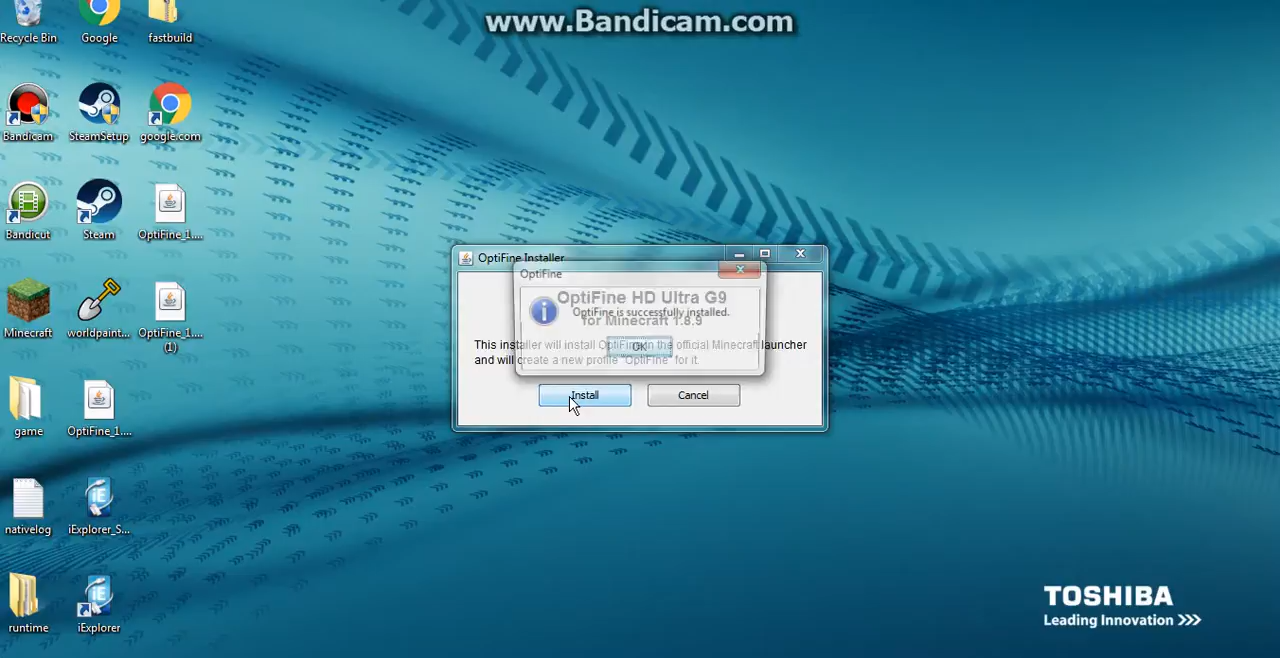 www.Bandicam.com
Recycle Bin
Google
fastbuild
Bandicam
SteamSetup
google.com
Bandicut
Steam
OptiFine_1....
Minecraft
worldpaint...
OptiFine_1....
(1)
game
OptiFine_1....
nativelog
iExplorer_S...
runtime
iExplorer
OptiFine Installer
OptiFine
OptiFine HD Ultra G9
OptiFine is successfully installed.
for Minecraft 1.8.9
OK
This installer will install OptiFine in the official Minecraft launcher
and will create a new profile "OptiFine" for it.
Install
Cancel
TOSHIBA
Leading Innovation >>>